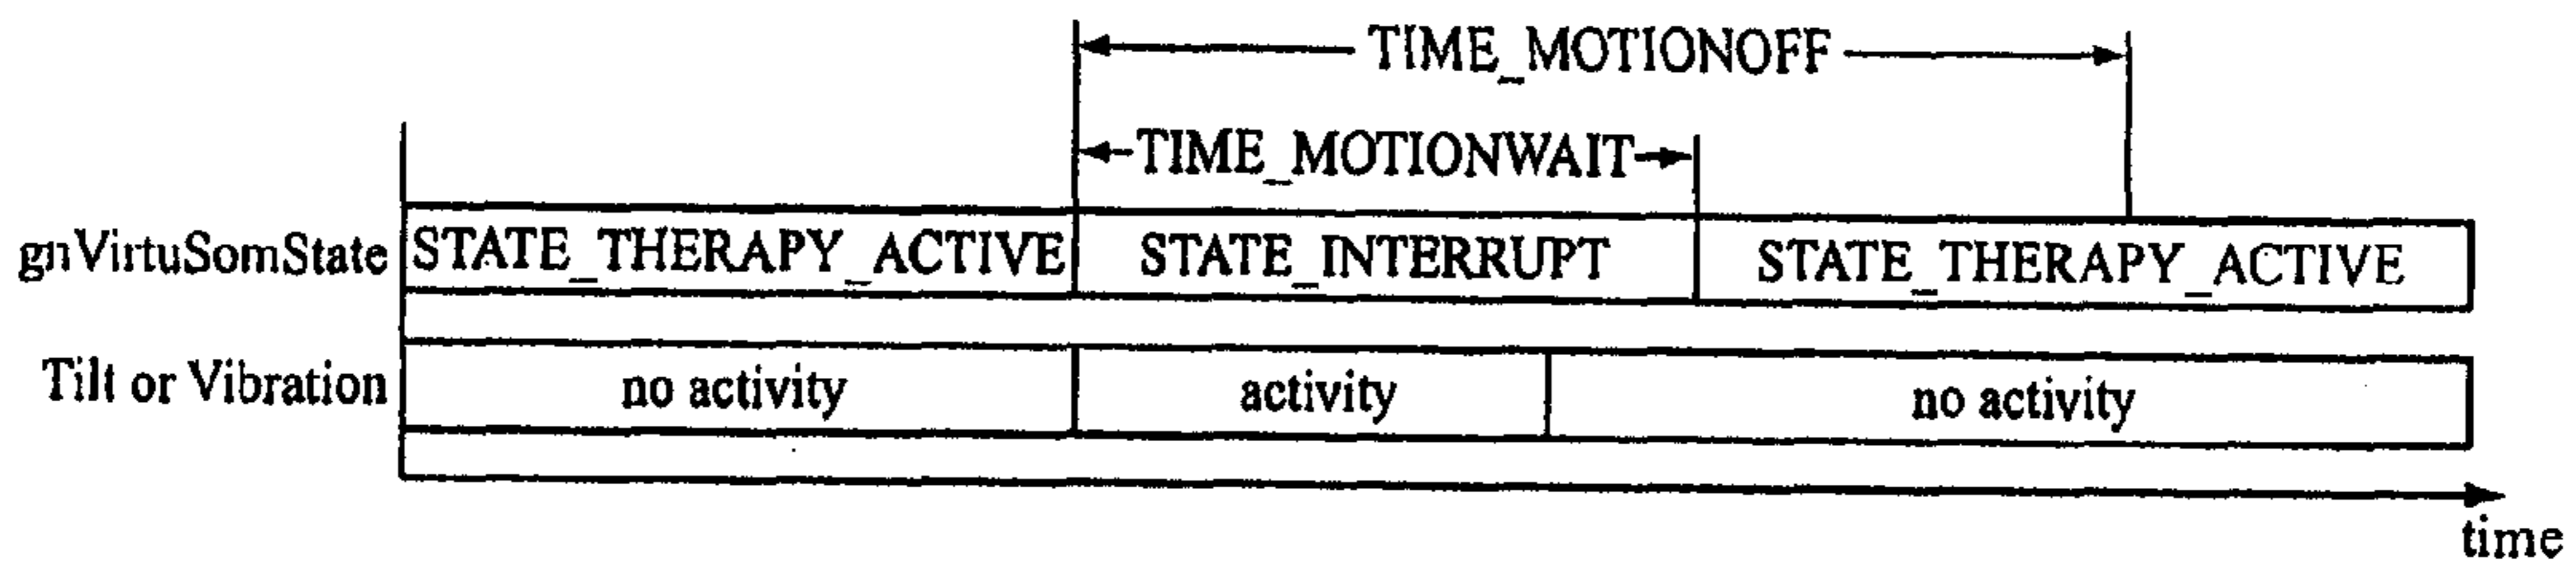 TIME_MOTIONOFF
TIME_MOTIONWAIT
gnVirtuSomState STATE_THERAPY_ACTIVE STATE_INTERRUPT STATE_THERAPY_ACTIVE
Tilt or Vibration no activity activity no activity
time